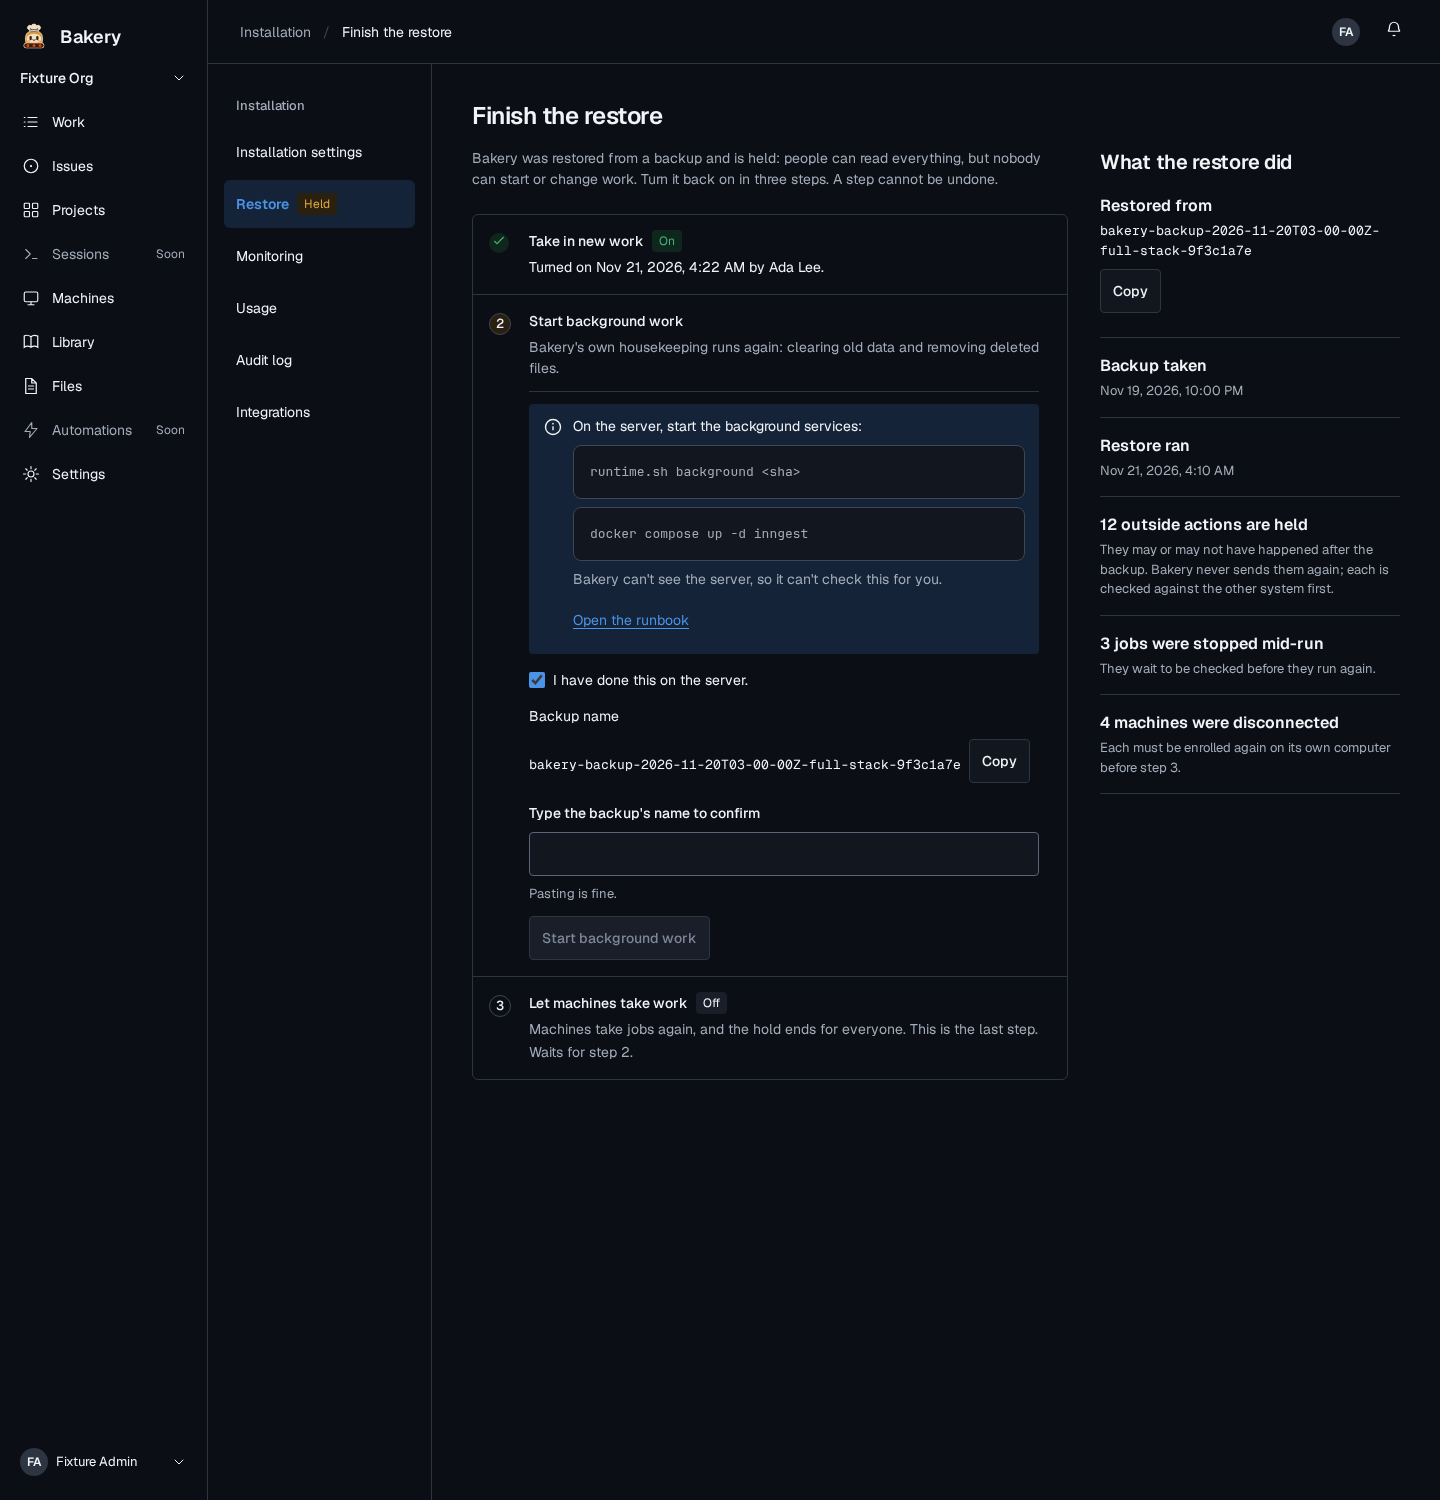 Bakery
Fixture Org
Work
Issues
Projects
Sessions Soon
Machines
Library
Files
Automations Soon
Settings
FA Fixture Admin
Installation / Finish the restore
FA
Installation
Installation settings
Restore Held
Monitoring
Usage
Audit log
Integrations
Finish the restore
Bakery was restored from a backup and is held: people can read everything, but nobody
can start or change work. Turn it back on in three steps. A step cannot be undone.
Take in new work On
Turned on Nov 21, 2026, 4:22 AM by Ada Lee.
2 Start background work
Bakery's own housekeeping runs again: clearing old data and removing deleted
files.
On the server, start the background services:
runtime.sh background <sha>
docker compose up -d inngest
Bakery can't see the server, so it can't check this for you.
Open the runbook
I have done this on the server.
Backup name
bakery-backup-2026-11-20T03-00-00Z-full-stack-9f3c1a7e Copy
Type the backup's name to confirm
Pasting is fine.
Start background work
3 Let machines take work Off
Machines take jobs again, and the hold ends for everyone. This is the last step.
Waits for step 2.
What the restore did
Restored from
bakery-backup-2026-11-20T03-00-00Z-
full-stack-9f3c1a7e
Copy
Backup taken
Nov 19, 2026, 10:00 PM
Restore ran
Nov 21, 2026, 4:10 AM
12 outside actions are held
They may or may not have happened after the
backup. Bakery never sends them again; each is
checked against the other system first.
3 jobs were stopped mid-run
They wait to be checked before they run again.
4 machines were disconnected
Each must be enrolled again on its own computer
before step 3.